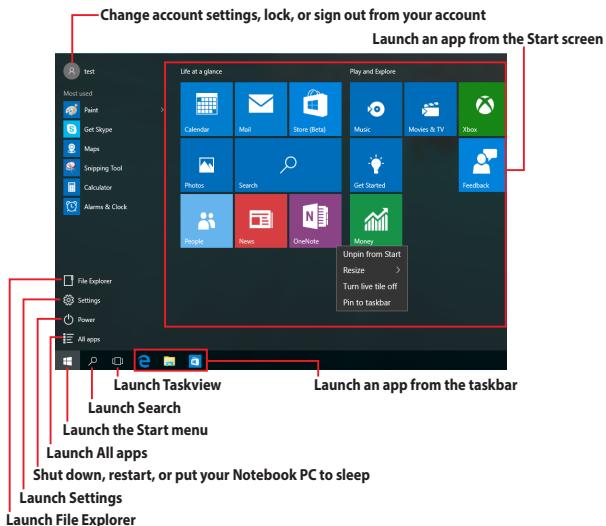 Change account settings, lock, or sign out from your account
Launch an app from the Start screen
test
Most used
Paint
Get Skype
Maps
Snipping Tool
Calculator
Alarms & Clock
File Explorer
Settings
Power
All apps
Life at a glance
Play and Explore
Calendar
Mail
Store (Beta)
Music
Movies & TV
Xbox
Photos
Search
Get Started
Feedback
People
News
OneNote
Money
Unpin from Start
Resize
Turn live tile off
Pin to taskbar
Launch Taskview
Launch an app from the taskbar
Launch Search
Launch the Start menu
Launch All apps
Shut down, restart, or put your Notebook PC to sleep
Launch Settings
Launch File Explorer